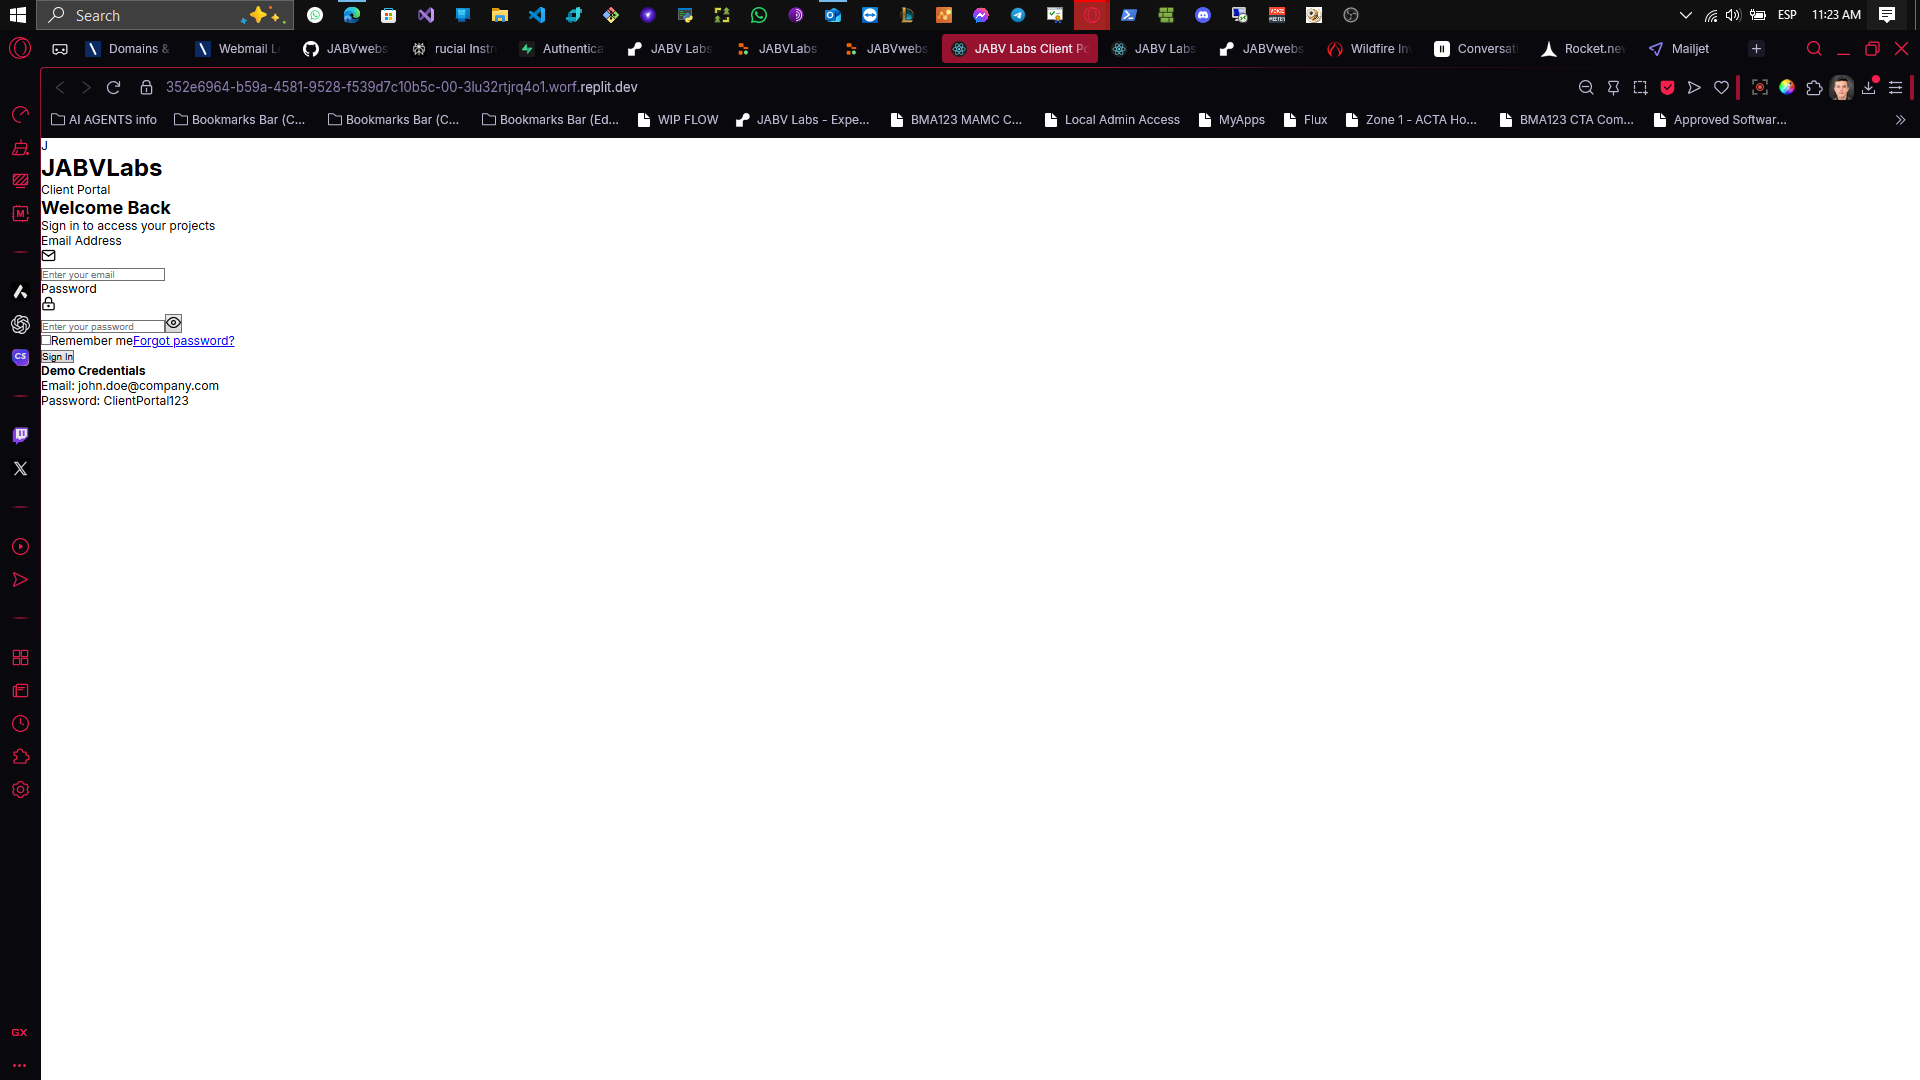 Search
ESP
11:23 AM
Domains &
Webmail L
JABVwebs
rucial Instr
Authentica
JABV Labs
JABVLabs
JABVwebs
JABV Labs Client Po
JABV Labs
JABVwebs
Wildfire In
Conversati
Rocket.nev
Mailjet
352e6964-b59a-4581-9528-f539d7c10b5c-00-3lu32rtjrq4o1.worf.replit.dev
AI AGENTS info
Bookmarks Bar (C...
Bookmarks Bar (C...
Bookmarks Bar (Ed...
WIP FLOW
JABV Labs - Expe...
BMA123 MAMC C...
Local Admin Access
MyApps
Flux
Zone 1 - ACTA Ho...
BMA123 CTA Com...
Approved Softwar...
J
JABVLabs
Client Portal
Welcome Back
Sign in to access your projects
Email Address
Enter your email
Password
Enter your password
Remember meForgot password?
Sign In
Demo Credentials
Email: john.doe@company.com
Password: ClientPortal123
M
CS
GX